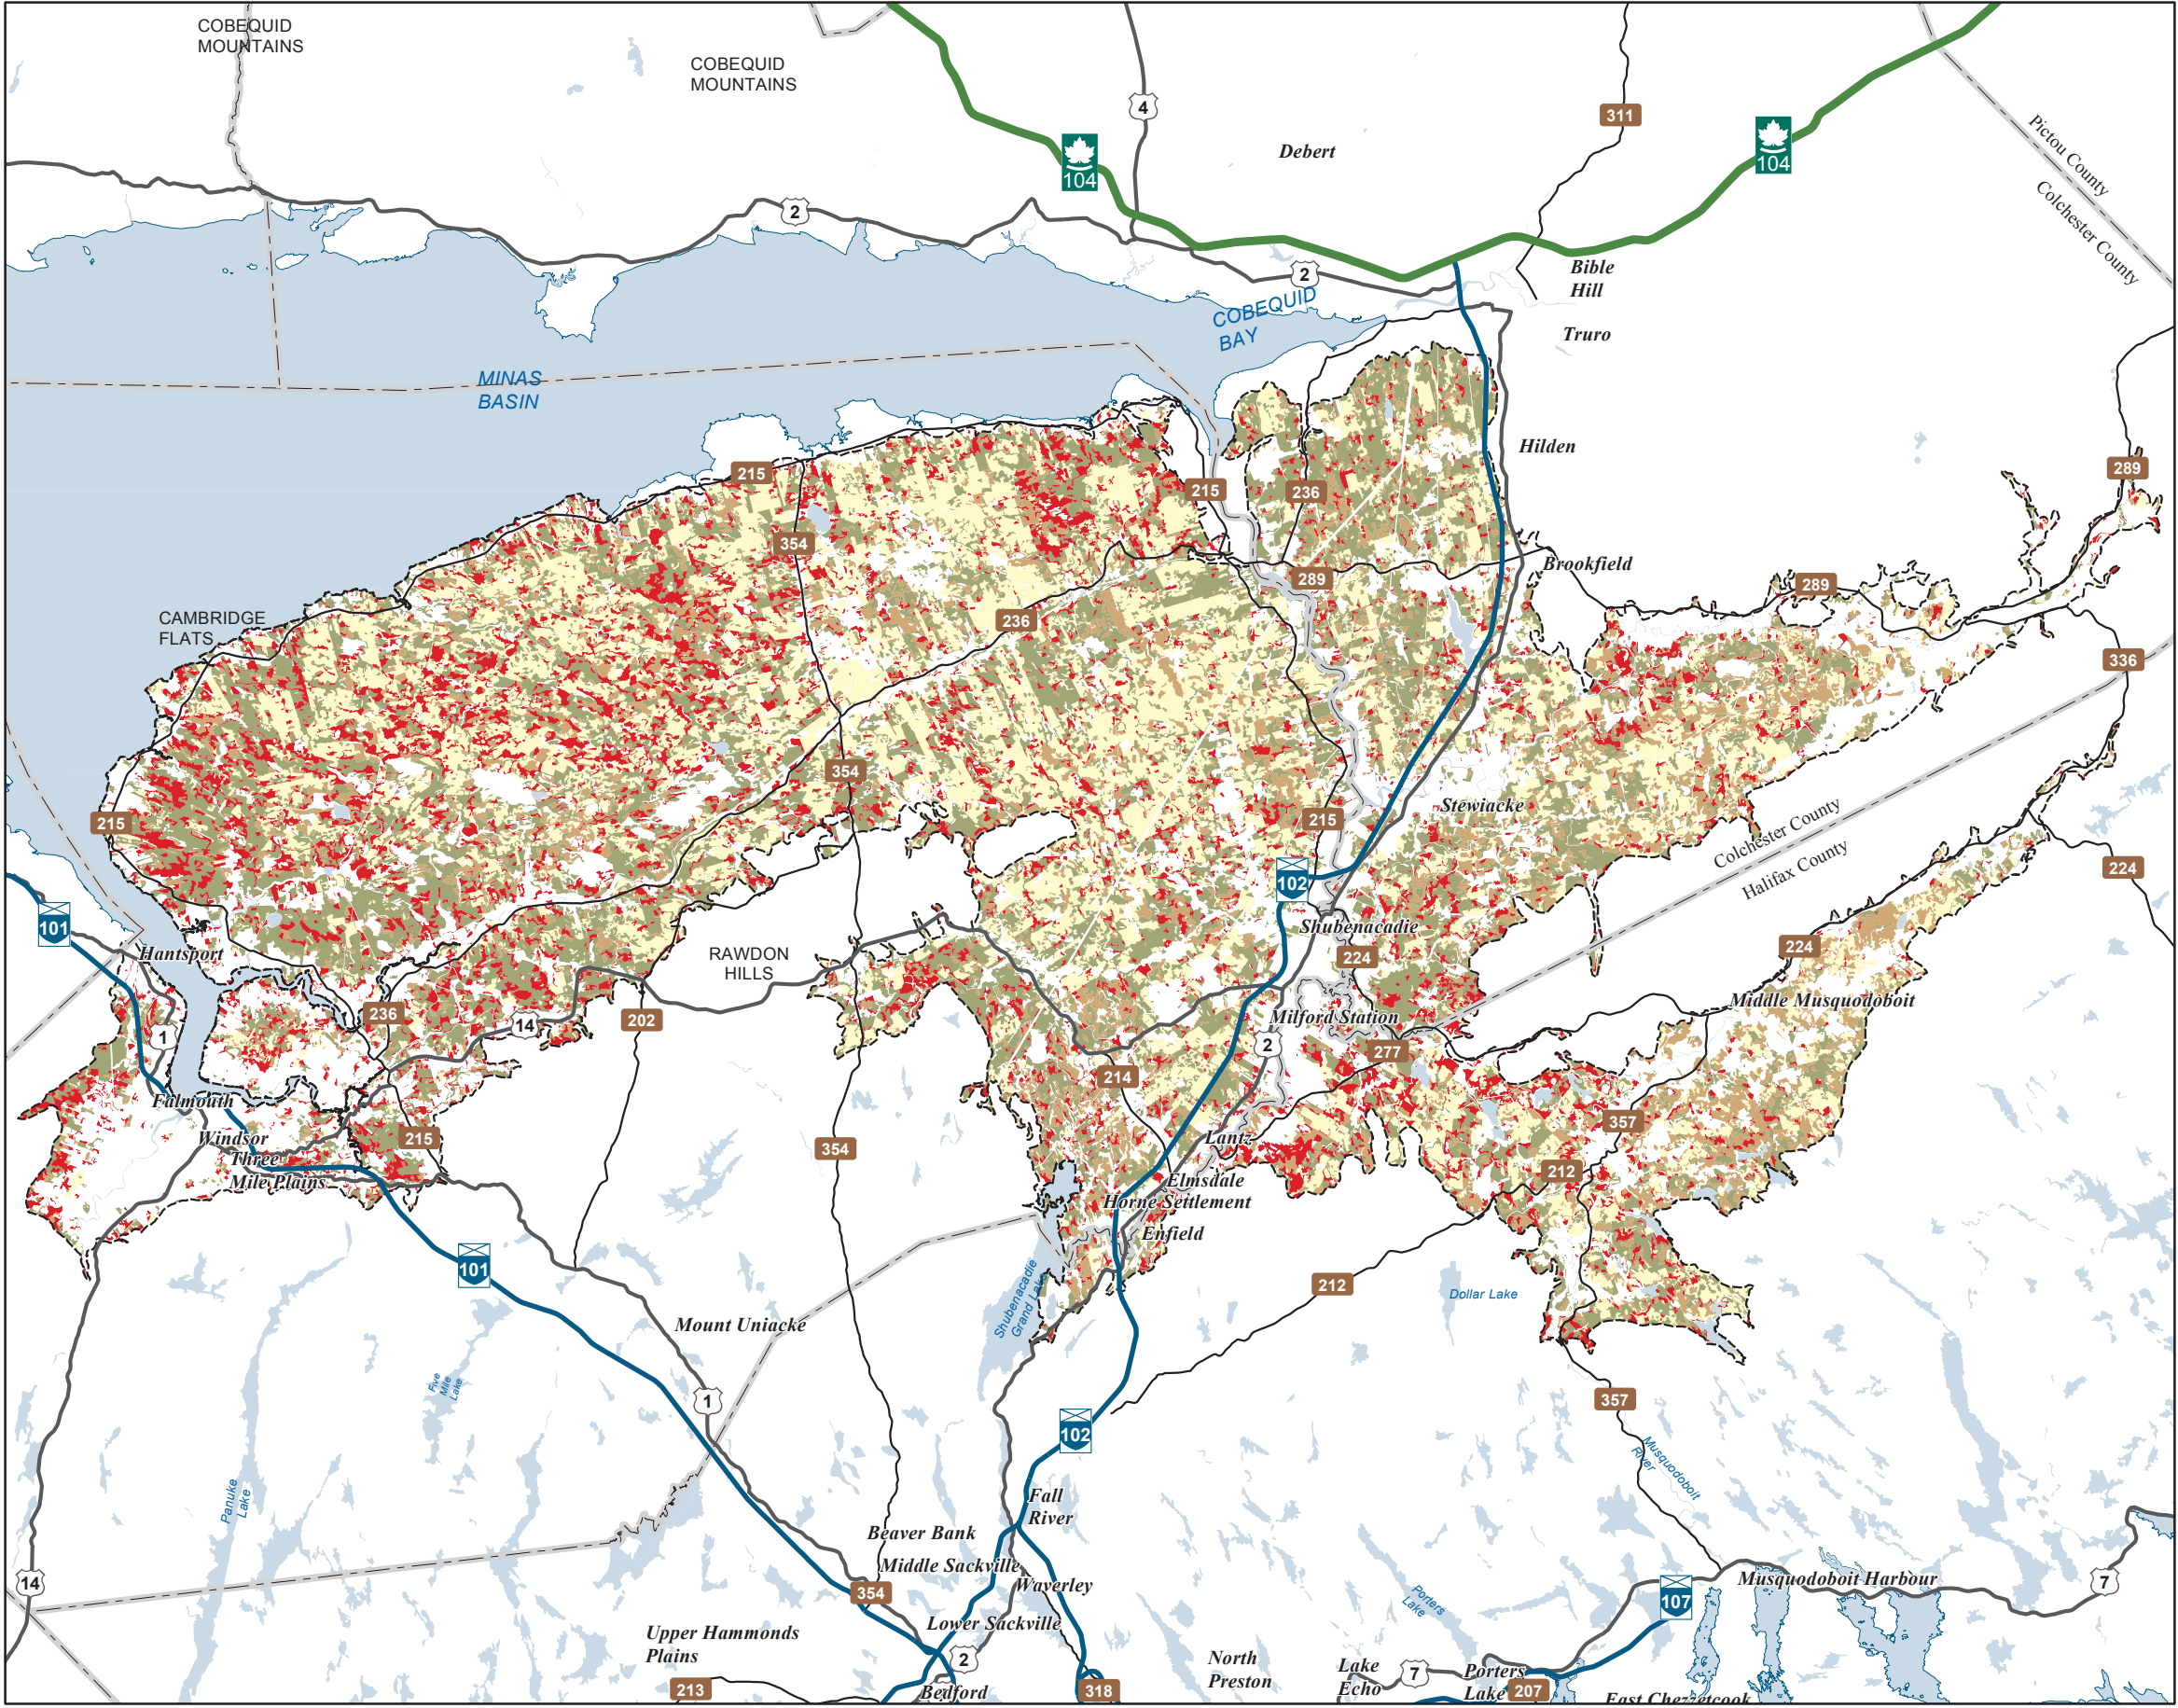 COBEQUID
MOUNTAINS
COBEQUID
MOUNTAINS
4
311
104
104
Debert
Pictou County
Colchester County
2
2
Bible
Hill
COBEQUID
BAY
Truro
MINAS
BASIN
Hilden
215
215
236
289
354
289
Brookfield
289
CAMBRIDGE
FLATS
236
336
354
215
215
Stewiacke
Colchester County
Halifax County
224
102
101
Shubenacadie
Hantsport
RAWDON
HILLS
224
224
Middle Musquodoboit
236
14
202
Milford Station
1
2
277
214
Falmouth
357
Windsor
215
354
Lantz
Three
Mile Plains
212
Elmsdale
Horne Settlement
Enfield
101
212
Shubenacadie
Grand Lake
Dollar Lake
Mount Uniacke
Five
Mile
Lake
1
357
102
Musquodoboit
River
Panuke
Lake
Fall
River
Beaver Bank
Middle Sackville
Waverley
14
354
Musquodoboit Harbour
7
107
Porters
Lake
Lower Sackville
Upper Hammonds
Plains
2
North
Preston
Lake
Echo
7
Porters
Lake
213
Bedford
318
207
East Chezzetcook